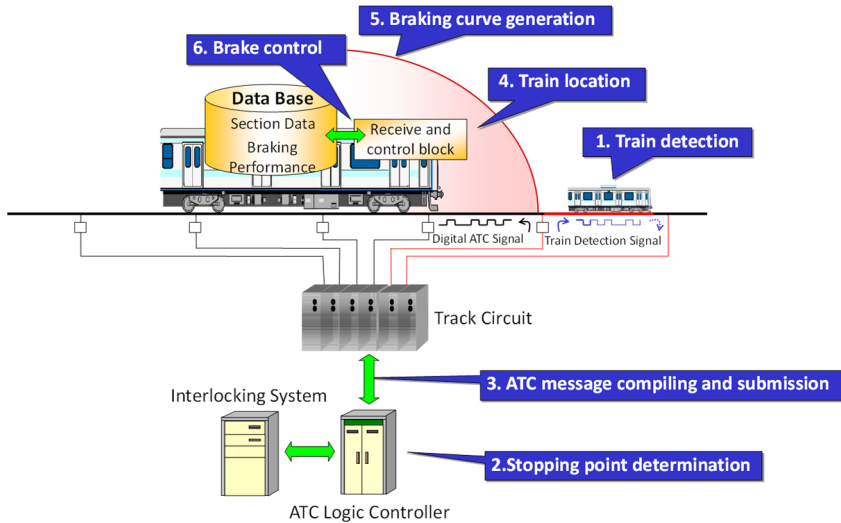 5. Braking curve generation
6. Brake control
4. Train location
Data Base
Section Data
Braking
Performance
Receive and
control block
1. Train detection
Digital ATC Signal
Train Detection Signal
Track Circuit
3. ATC message compiling and submission
Interlocking System
2.Stopping point determination
ATC Logic Controller